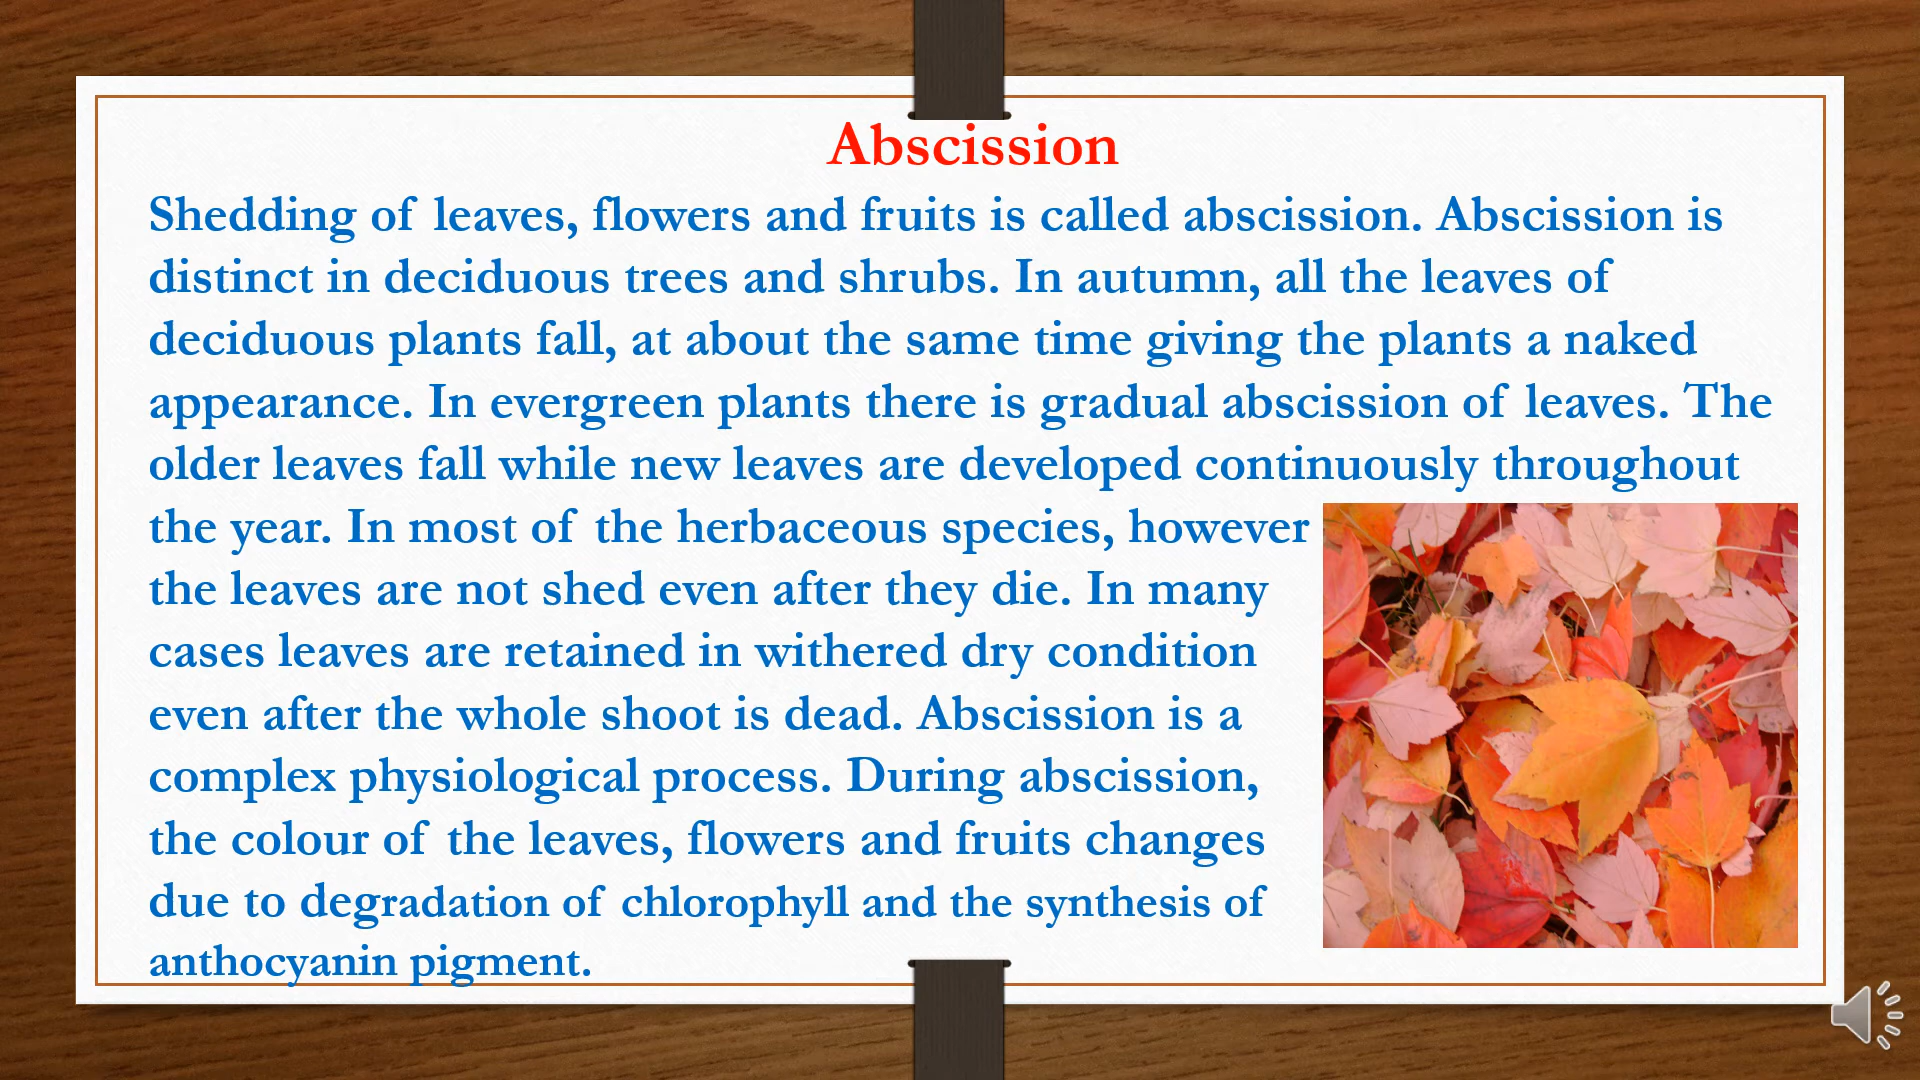 Abscission
Shedding of leaves, flowers and fruits is called abscission. Abscission is
distinct in deciduous trees and shrubs. In autumn, all the leaves of
deciduous plants fall, at about the same time giving the plants a naked
appearance. In evergreen plants there is gradual abscission of leaves. The
older leaves fall while new leaves are developed continuously throughout
the year. In most of the herbaceous species, however
the leaves are not shed even after they die. In many
cases leaves are retained in withered dry condition
even after the whole shoot is dead. Abscission is a
complex physiological process. During abscission,
the colour of the leaves, flowers and fruits changes
due to degradation of chlorophyll and the synthesis of
anthocyanin pigment.